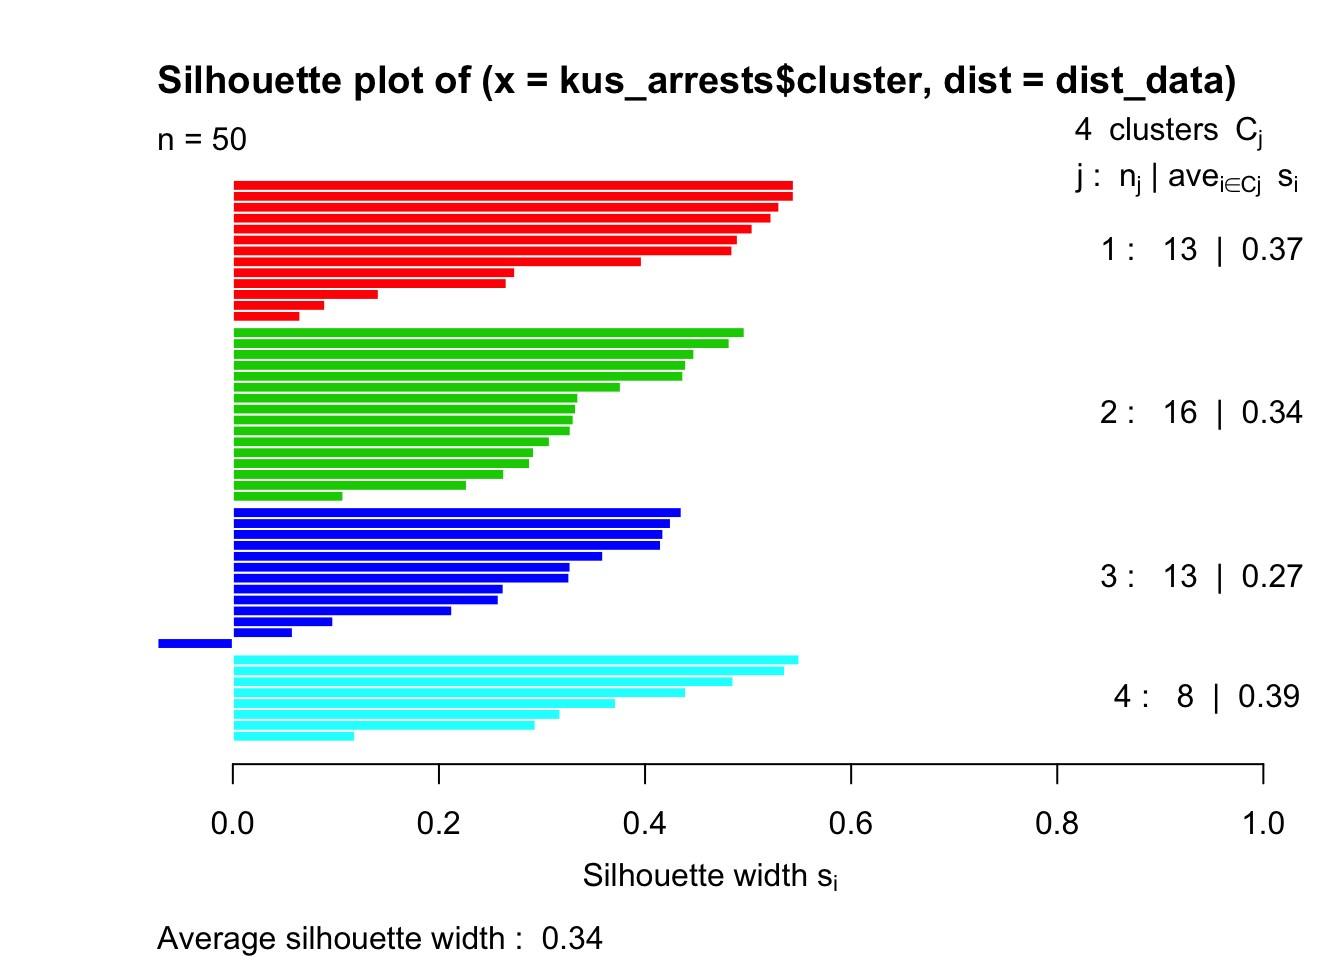 Silhouette plot of (x = kus_arrests$cluster, dist = dist_data)
n = 50
4 clusters Cj
j : nj | avei∈Cj si
1 : 13 | 0.37
2 : 16 | 0.34
3 : 13 | 0.27
4 : 8 | 0.39
0.0 0.2 0.4 0.6 0.8 1.0
Silhouette width si
Average silhouette width : 0.34